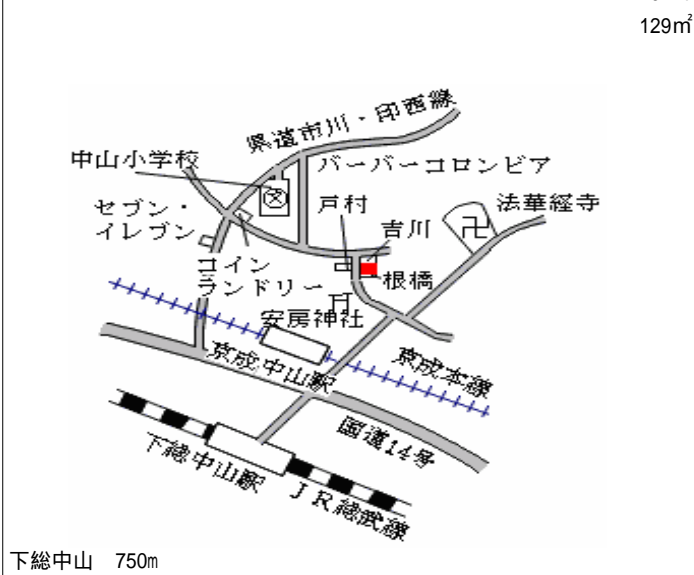 129㎡
県道市川・印西線
中山小学校
バーバーコロンビア
セブン・
イレブン
戸村
法華経寺
吉川
コイン
ランドリー
根橋
安房神社
京成中山駅
京成本線
国道14号
下総中山駅
JR総武線
下総中山 750m